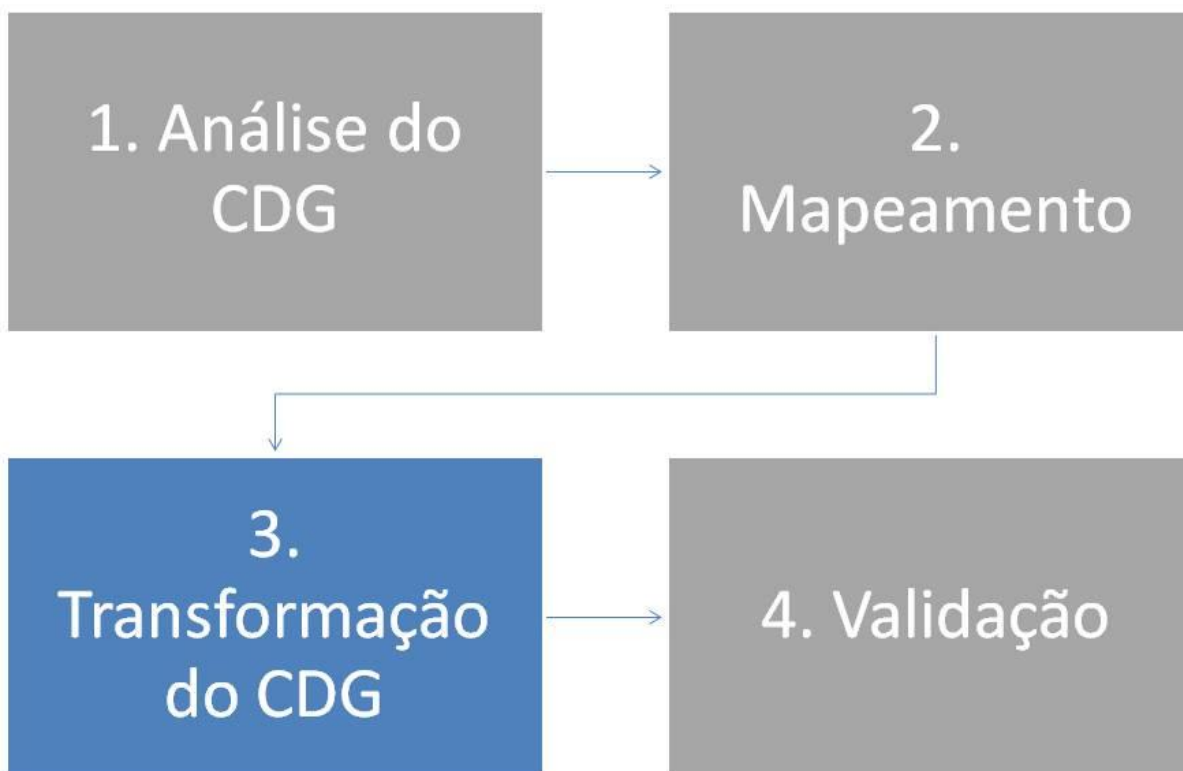 1. Análise do
CDG
2.
Mapeamento
3.
Transformação
do CDG
4. Validação